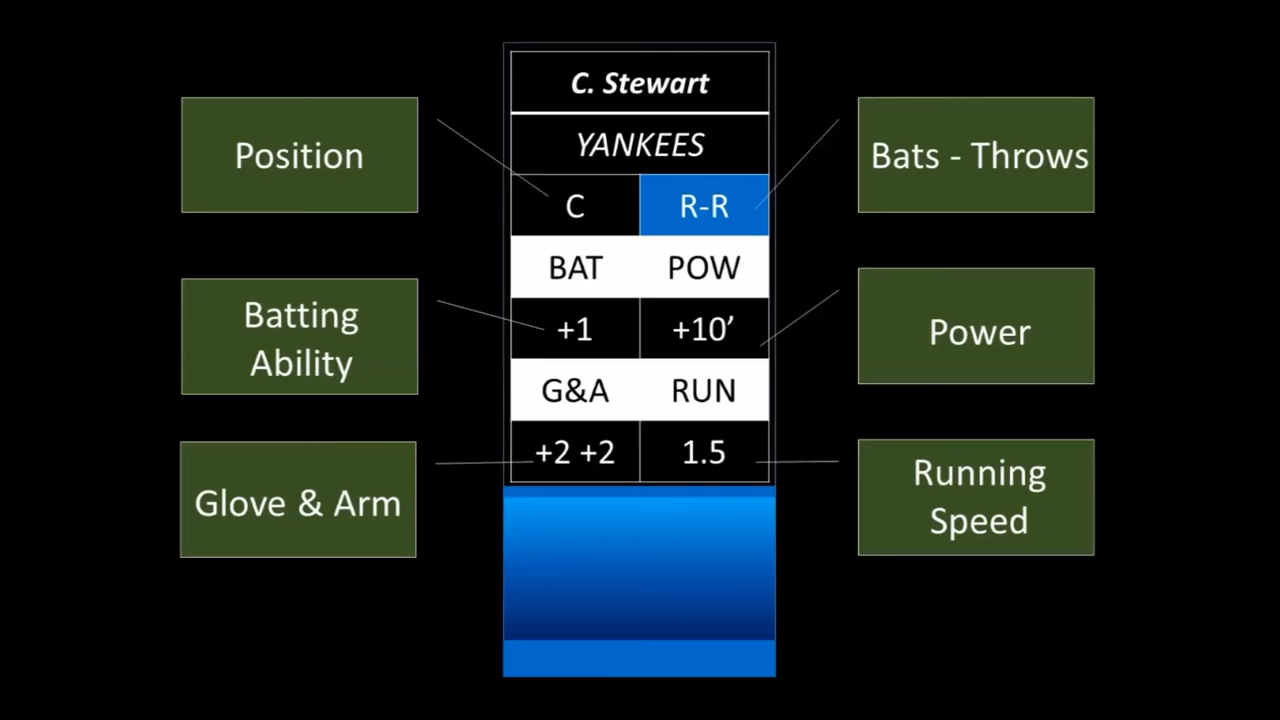 C. Stewart
YANKEES
Position
C
R-R
Bats - Throws
BAT
POW
Batting
Ability
+1
+10’
Power
G&A
RUN
Glove & Arm
+2 +2
1.5
Running
Speed